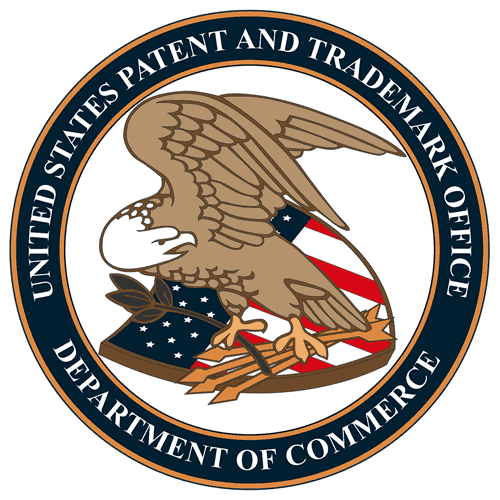 UNITED STATES PATENT AND TRADEMARK OFFICE
DEPARTMENT OF COMMERCE